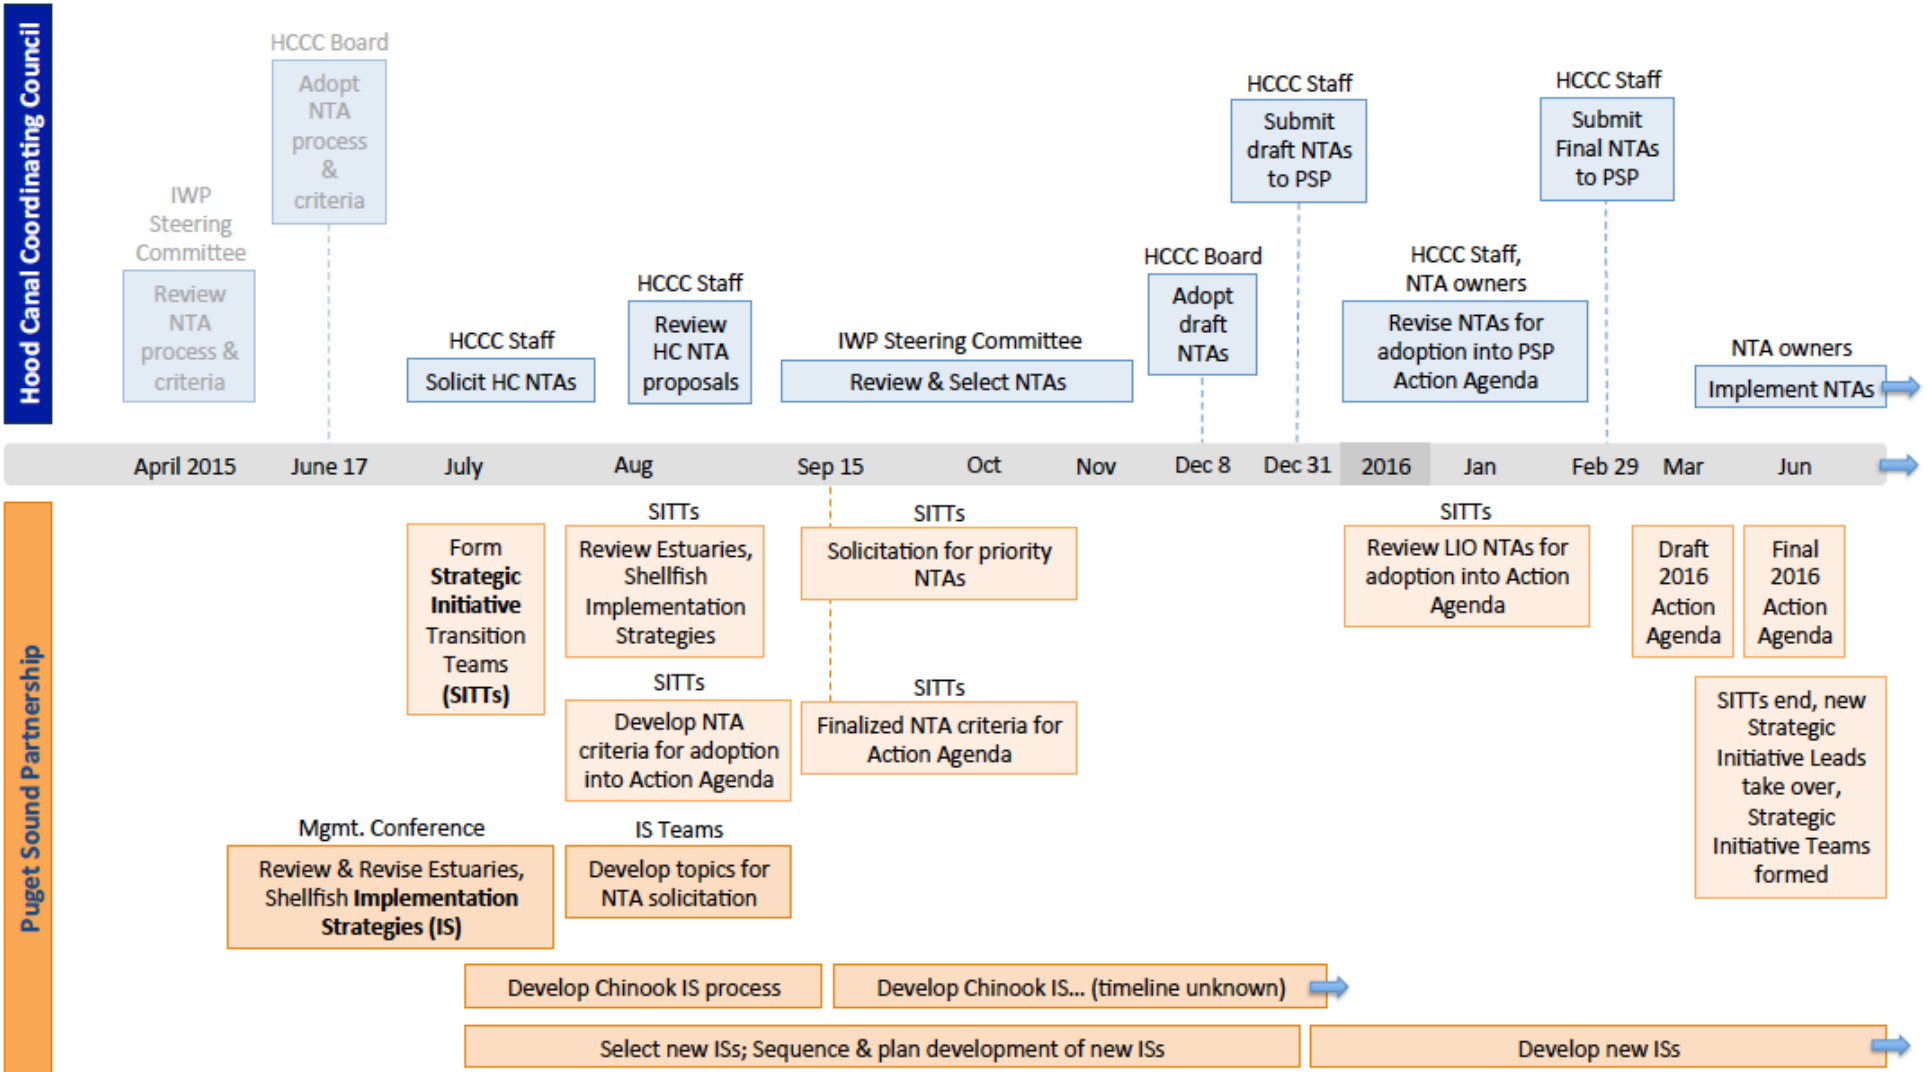 Hood Canal Coordinating Council
HCCC Board
Adopt
NTA
process
&
criteria
IWP
Steering
Committee
Review
NTA
process &
criteria
HCCC Staff
Solicit HC NTAs
HCCC Staff
Review
HC NTA
proposals
IWP Steering Committee
Review & Select NTAs
HCCC Board
Adopt
draft
NTAs
HCCC Staff
Submit
draft NTAs
to PSP
HCCC Staff,
NTA owners
Revise NTAs for
adoption into PSP
Action Agenda
HCCC Staff
Submit
Final NTAs
to PSP
NTA owners
Implement NTAs
April 2015 June 17 July Aug Sep 15 Oct Nov Dec 8 Dec 31 2016 Jan Feb 29 Mar Jun
Puget Sound Partnership
Form
Strategic
Initiative
Transition
Teams
(SITTs)
SITTs
Review Estuaries,
Shellfish
Implementation
Strategies
SITTs
Develop NTA
criteria for adoption
into Action Agenda
SITTs
Solicitation for priority
NTAs
SITTs
Finalized NTA criteria for
Action Agenda
SITTs
Review LIO NTAs for
adoption into Action
Agenda
Draft
2016
Action
Agenda
Final
2016
Action
Agenda
SITTs end, new
Strategic
Initiative Leads
take over,
Strategic
Initiative Teams
formed
Mgmt. Conference
Review & Revise Estuaries,
Shellfish Implementation
Strategies (IS)
IS Teams
Develop topics for
NTA solicitation
Develop Chinook IS process
Develop Chinook IS... (timeline unknown)
Select new ISs; Sequence & plan development of new ISs
Develop new ISs